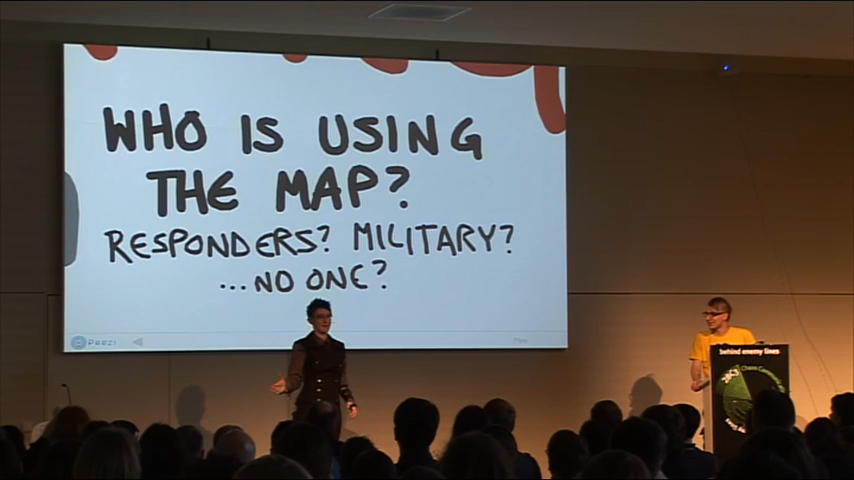 WHO IS USING
THE MAP?
RESPONDERS? MILITARY?
...NO ONE?
PREZI
behind enemy lines